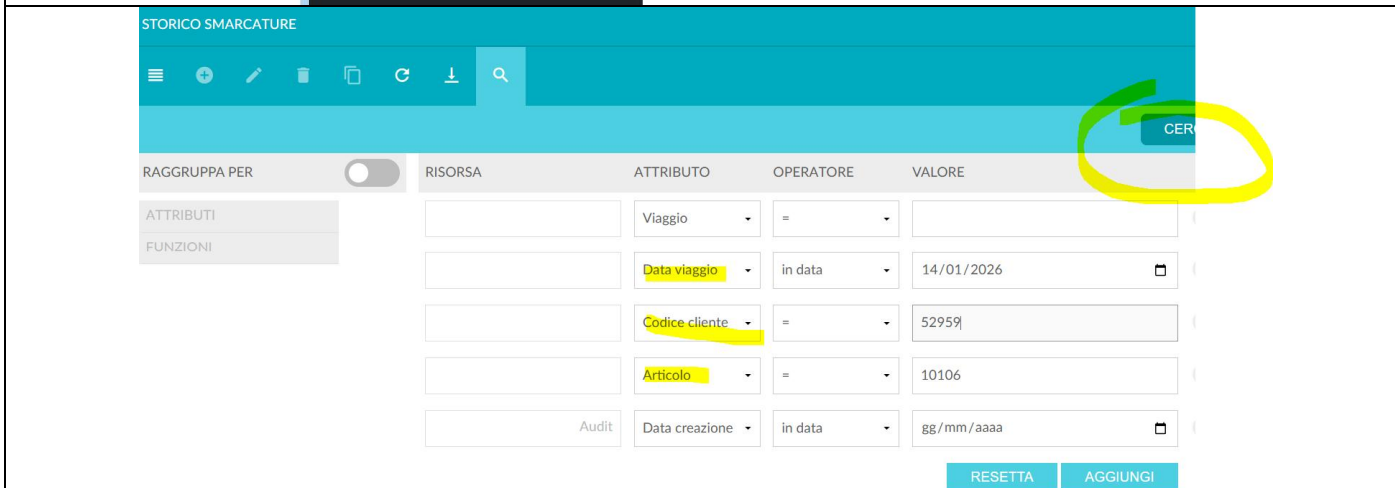 STORICO SMARCATURE
CER
RAGGRUPPA PER RISORSA ATTRIBUTO OPERATORE VALORE
ATTRIBUTI
FUNZIONI
Viaggio =
Data viaggio in data 14/01/2026
Codice cliente = 52959
Articolo = 10106
Audit Data creazione in data gg/mm/aaaa
RESETTA AGGIUNGI